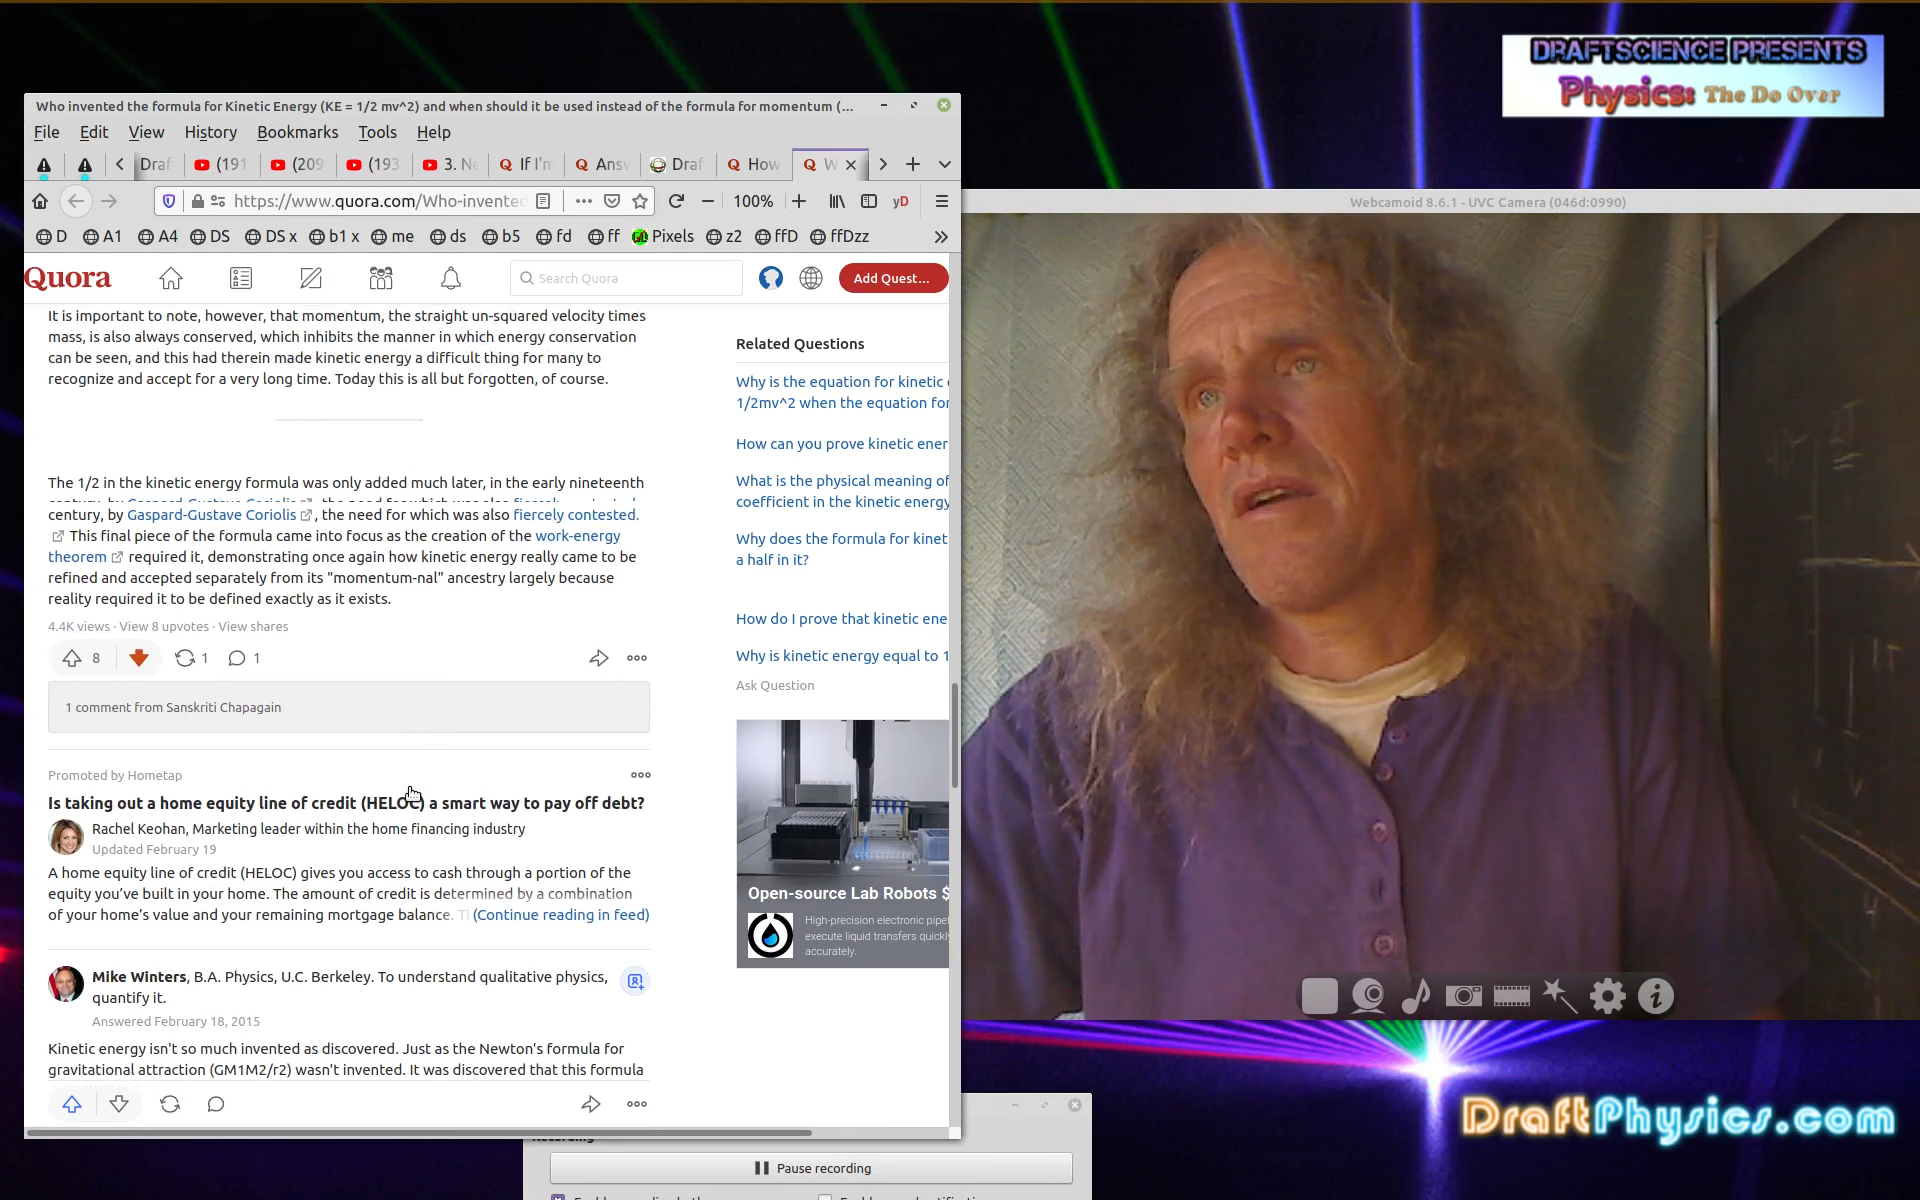 DRAFTSCIENCE PRESENTS
Physics: The Do Over
Who invented the formula for Kinetic Energy (KE = 1/2 mv^2) and when should it be used instead of the formula for momentum (...
File Edit View History Bookmarks Tools Help
Draf (191 (209 (193 3. Ne If I'm Answ Draf How W
https://www.quora.com/Who-invented 100% yD
D A1 A4 DS DS x b1 x me ds b5 fd ff Pixels z2 ffD ffDzz
Quora Search Quora Add Quest...
It is important to note, however, that momentum, the straight un-squared velocity times
mass, is also always conserved, which inhibits the manner in which energy conservation
can be seen, and this had therein made kinetic energy a difficult thing for many to
recognize and accept for a very long time. Today this is all but forgotten, of course.
The 1/2 in the kinetic energy formula was only added much later, in the early nineteenth
century, by Gaspard-Gustave Coriolis, the need for which was also fiercely contested.
This final piece of the formula came into focus as the creation of the work-energy
theorem required it, demonstrating once again how kinetic energy really came to be
refined and accepted separately from its "momentum-nal" ancestry largely because
reality required it to be defined exactly as it exists.
4.4K views · View 8 upvotes · View shares
8 1 1
1 comment from Sanskriti Chapagain
Promoted by Hometap
Is taking out a home equity line of credit (HELOC) a smart way to pay off debt?
Rachel Keohan, Marketing leader within the home financing industry
Updated February 19
A home equity line of credit (HELOC) gives you access to cash through a portion of the
equity you've built in your home. The amount of credit is determined by a combination
of your home's value and your remaining mortgage balance. (Continue reading in feed)
Mike Winters, B.A. Physics, U.C. Berkeley. To understand qualitative physics,
quantify it.
Answered February 18, 2015
Kinetic energy isn't so much invented as discovered. Just as the Newton's formula for
gravitational attraction (GM1M2/r2) wasn't invented. It was discovered that this formula
Related Questions
Why is the equation for kinetic
1/2mv^2 when the equation for
How can you prove kinetic ener
What is the physical meaning of
coefficient in the kinetic energy
Why does the formula for kinet
a half in it?
How do I prove that kinetic ene
Why is kinetic energy equal to 1
Ask Question
Open-source Lab Robots $
High-precision electronic pipet
execute liquid transfers quickly
accurately.
Webcamoid 8.6.1 - UVC Camera (046d:0990)
DraftPhysics.com
Recording
Pause recording